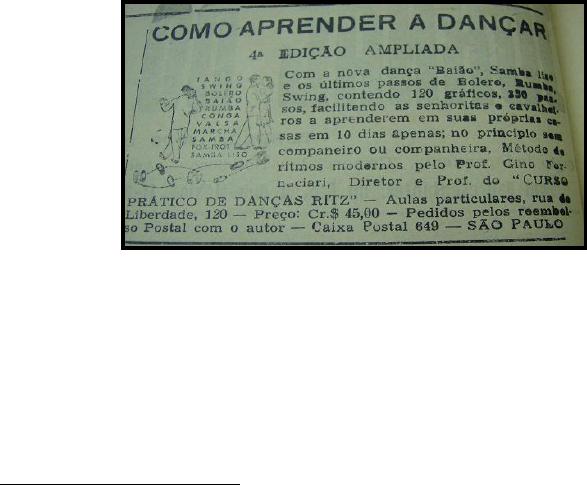 COMO APRENDER A DANÇAR
4ª EDIÇÃO AMPLIADA
TANGO
SWING
BOLERO
BAIÃO
RUMBA
CONGA
VALSA
MARCHA
SAMBA
FOX-TROT
SAMBA LISO
Com a nova dança "Baião", Samba liso
e os últimos passos de Bolero, Rumba,
Swing, contendo 120 gráficos, 230 pas-
sos, facilitando as senhoritas e cavalhei-
ros a aprenderem em suas próprias ca-
sas em 10 dias apenas; no princípio sem
companeiro ou companheira. Método de
ritmos modernos pelo Prof. Gino For-
naciari, Diretor e Prof. do "CURSO
PRÁTICO DE DANÇAS RITZ" — Aulas particulares, rua da
Liberdade, 120 — Preço: Cr.$ 45,00 — Pedidos pelos reembol-
so Postal com o autor — Caixa Postal 649 — SÃO PAULO